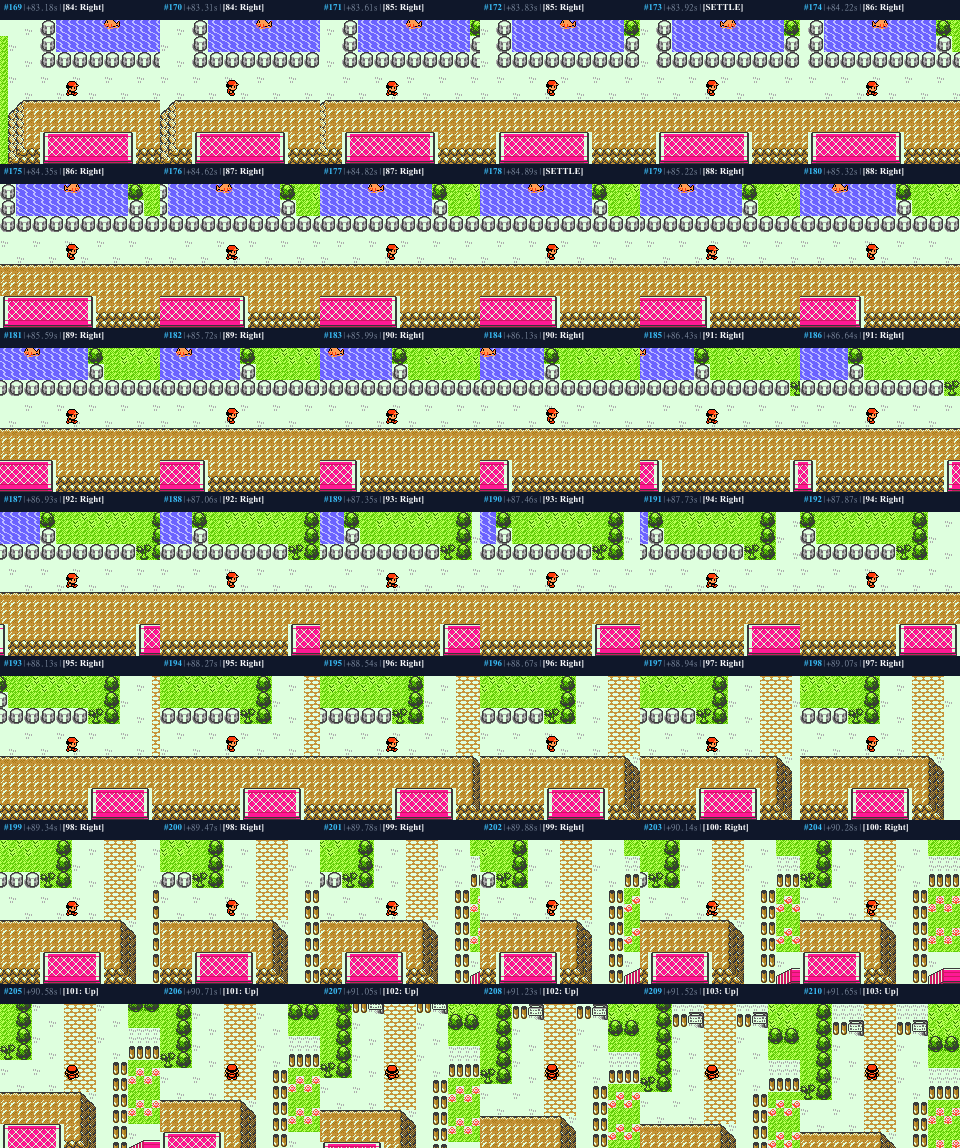 #169|+83.18s|[84: Right]
#170|+83.31s|[84: Right]
#171|+83.61s|[85: Right]
#172|+83.83s|[85: Right]
#173|+83.92s|[SETTLE]
#174|+84.22s|[86: Right]
#175|+84.35s|[86: Right]
#176|+84.62s|[87: Right]
#177|+84.82s|[87: Right]
#178|+84.89s|[SETTLE]
#179|+85.22s|[88: Right]
#180|+85.32s|[88: Right]
#181|+85.59s|[89: Right]
#182|+85.72s|[89: Right]
#183|+85.99s|[90: Right]
#184|+86.13s|[90: Right]
#185|+86.43s|[91: Right]
#186|+86.64s|[91: Right]
#187|+86.93s|[92: Right]
#188|+87.06s|[92: Right]
#189|+87.35s|[93: Right]
#190|+87.46s|[93: Right]
#191|+87.73s|[94: Right]
#192|+87.87s|[94: Right]
#193|+88.13s|[95: Right]
#194|+88.27s|[95: Right]
#195|+88.54s|[96: Right]
#196|+88.67s|[96: Right]
#197|+88.94s|[97: Right]
#198|+89.07s|[97: Right]
#199|+89.34s|[98: Right]
#200|+89.47s|[98: Right]
#201|+89.78s|[99: Right]
#202|+89.88s|[99: Right]
#203|+90.14s|[100: Right]
#204|+90.28s|[100: Right]
#205|+90.58s|[101: Up]
#206|+90.71s|[101: Up]
#207|+91.05s|[102: Up]
#208|+91.23s|[102: Up]
#209|+91.52s|[103: Up]
#210|+91.65s|[103: Up]